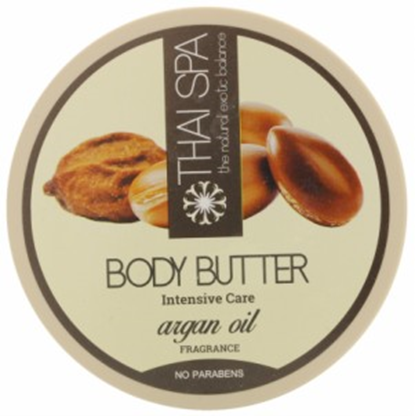 THAI SPA
the natural exotic balance
BODY BUTTER
Intensive Care
argan oil
FRAGRANCE
NO PARABENS